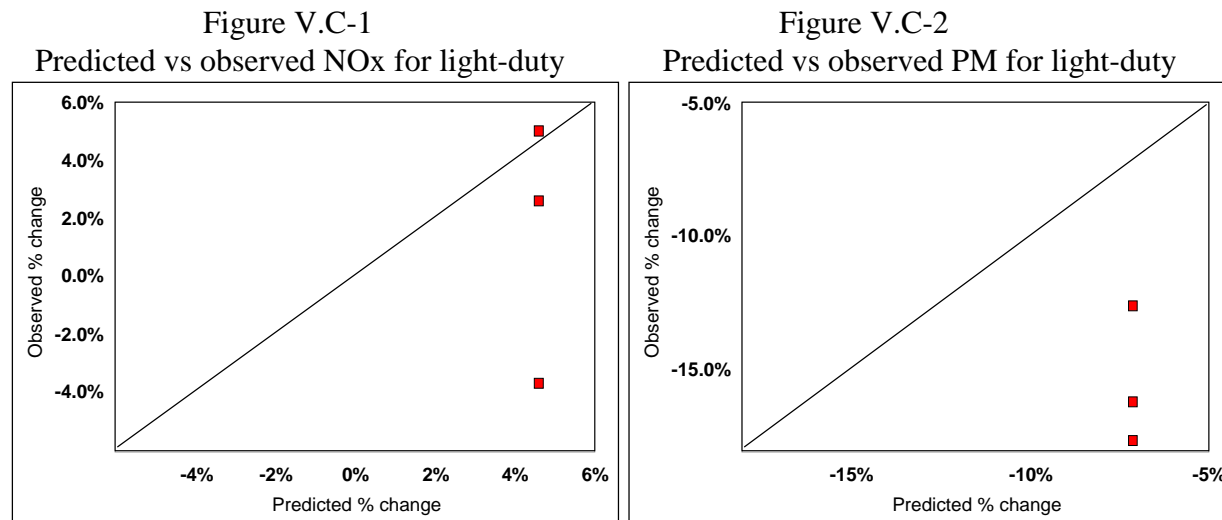 Figure V.C-1
Predicted vs observed NOx for light-duty
6.0%
4.0%
2.0%
0.0%
-2.0%
-4.0%
Observed % change
-4% -2% 0% 2% 4% 6%
Predicted % change
Figure V.C-2
Predicted vs observed PM for light-duty
-5.0%
-10.0%
-15.0%
Observed % change
-15% -10% -5%
Predicted % change